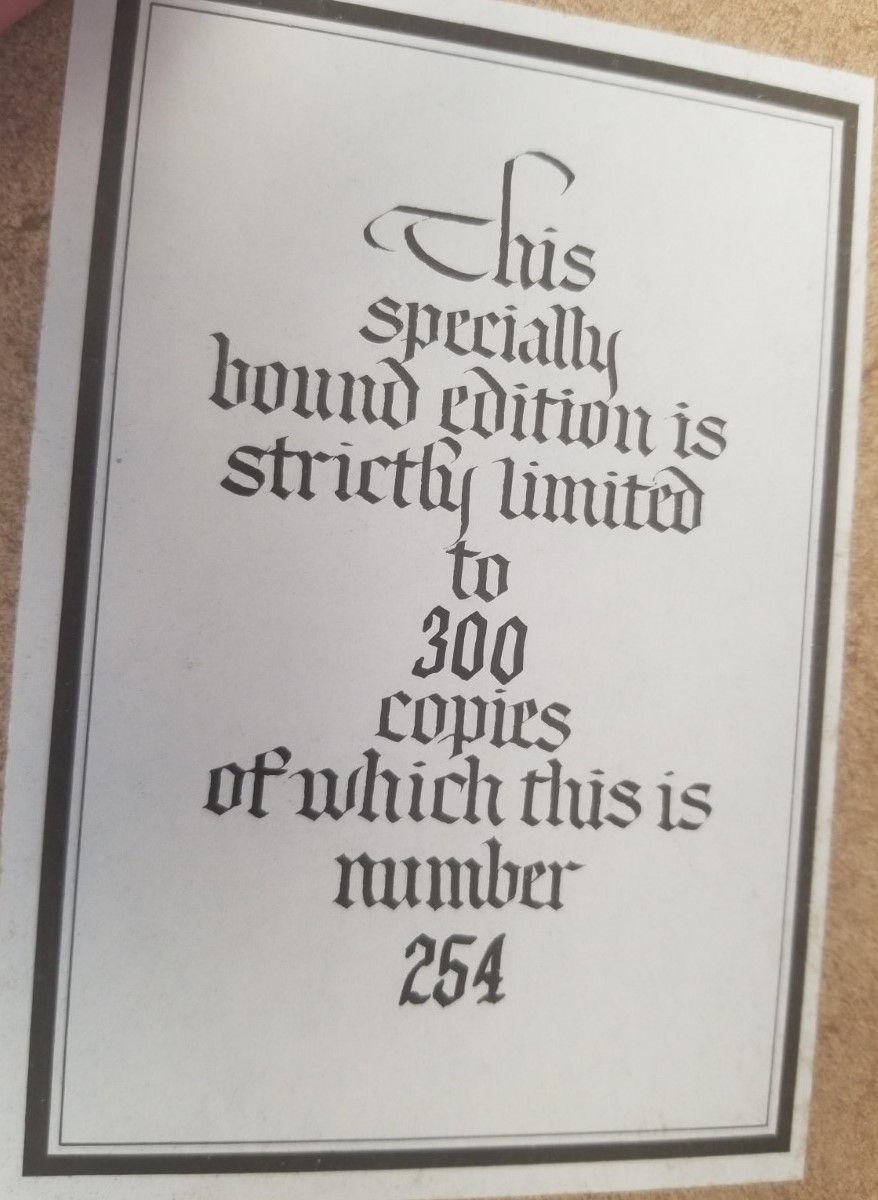 This
specially
bound edition is
strictly limited
to
300
copies
of which this is
number
254